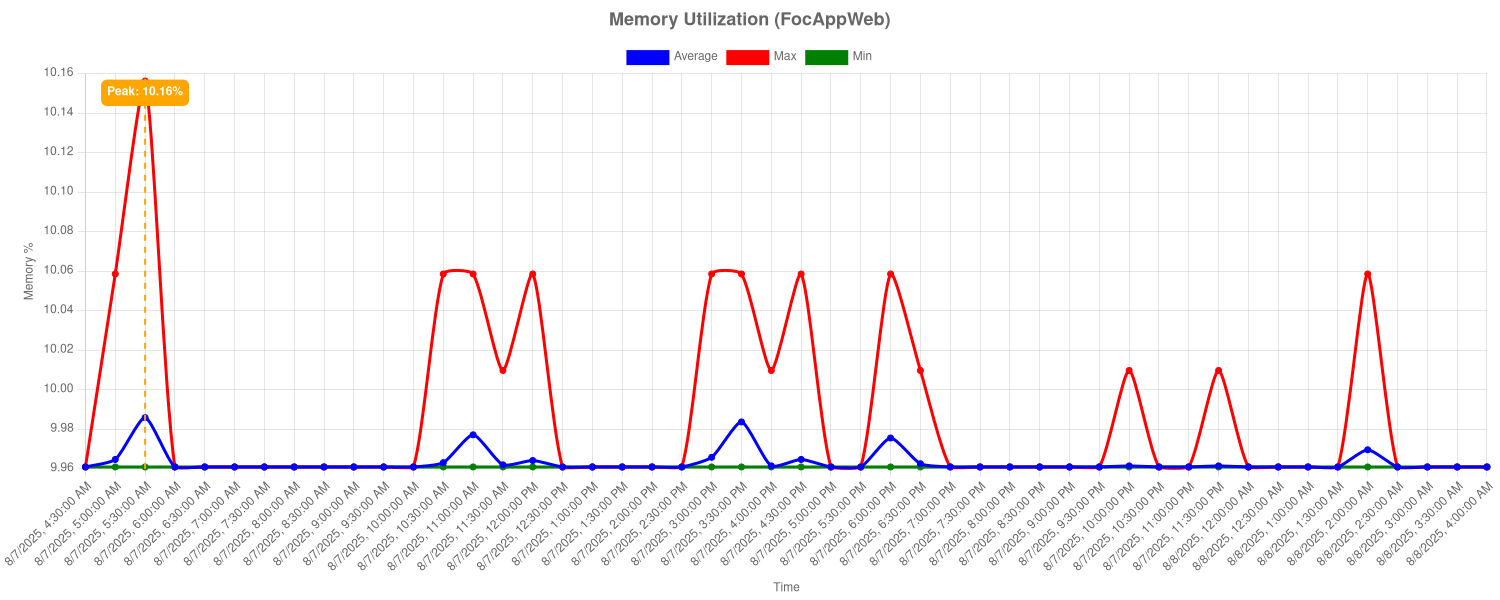 Memory Utilization (FocAppWeb)
Average
Max
Min
Peak: 10.16%
Memory %
10.16
10.14
10.12
10.10
10.08
10.06
10.04
10.02
10.00
9.98
9.96
8/7/2025, 4:30:00 AM
8/7/2025, 5:00:00 AM
8/7/2025, 5:30:00 AM
8/7/2025, 6:00:00 AM
8/7/2025, 6:30:00 AM
8/7/2025, 7:00:00 AM
8/7/2025, 7:30:00 AM
8/7/2025, 8:00:00 AM
8/7/2025, 8:30:00 AM
8/7/2025, 9:00:00 AM
8/7/2025, 9:30:00 AM
8/7/2025, 10:00:00 AM
8/7/2025, 10:30:00 AM
8/7/2025, 11:00:00 AM
8/7/2025, 11:30:00 AM
8/7/2025, 12:00:00 PM
8/7/2025, 12:30:00 PM
8/7/2025, 1:00:00 PM
8/7/2025, 1:30:00 PM
8/7/2025, 2:00:00 PM
8/7/2025, 2:30:00 PM
8/7/2025, 3:00:00 PM
8/7/2025, 3:30:00 PM
8/7/2025, 4:00:00 PM
8/7/2025, 4:30:00 PM
8/7/2025, 5:00:00 PM
8/7/2025, 5:30:00 PM
8/7/2025, 6:00:00 PM
8/7/2025, 6:30:00 PM
8/7/2025, 7:00:00 PM
8/7/2025, 7:30:00 PM
8/7/2025, 8:00:00 PM
8/7/2025, 8:30:00 PM
8/7/2025, 9:00:00 PM
8/7/2025, 9:30:00 PM
8/7/2025, 10:00:00 PM
8/7/2025, 10:30:00 PM
8/7/2025, 11:00:00 PM
8/7/2025, 11:30:00 PM
8/8/2025, 12:00:00 AM
8/8/2025, 12:30:00 AM
8/8/2025, 1:00:00 AM
8/8/2025, 1:30:00 AM
8/8/2025, 2:00:00 AM
8/8/2025, 2:30:00 AM
8/8/2025, 3:00:00 AM
8/8/2025, 3:30:00 AM
8/8/2025, 4:00:00 AM
Time